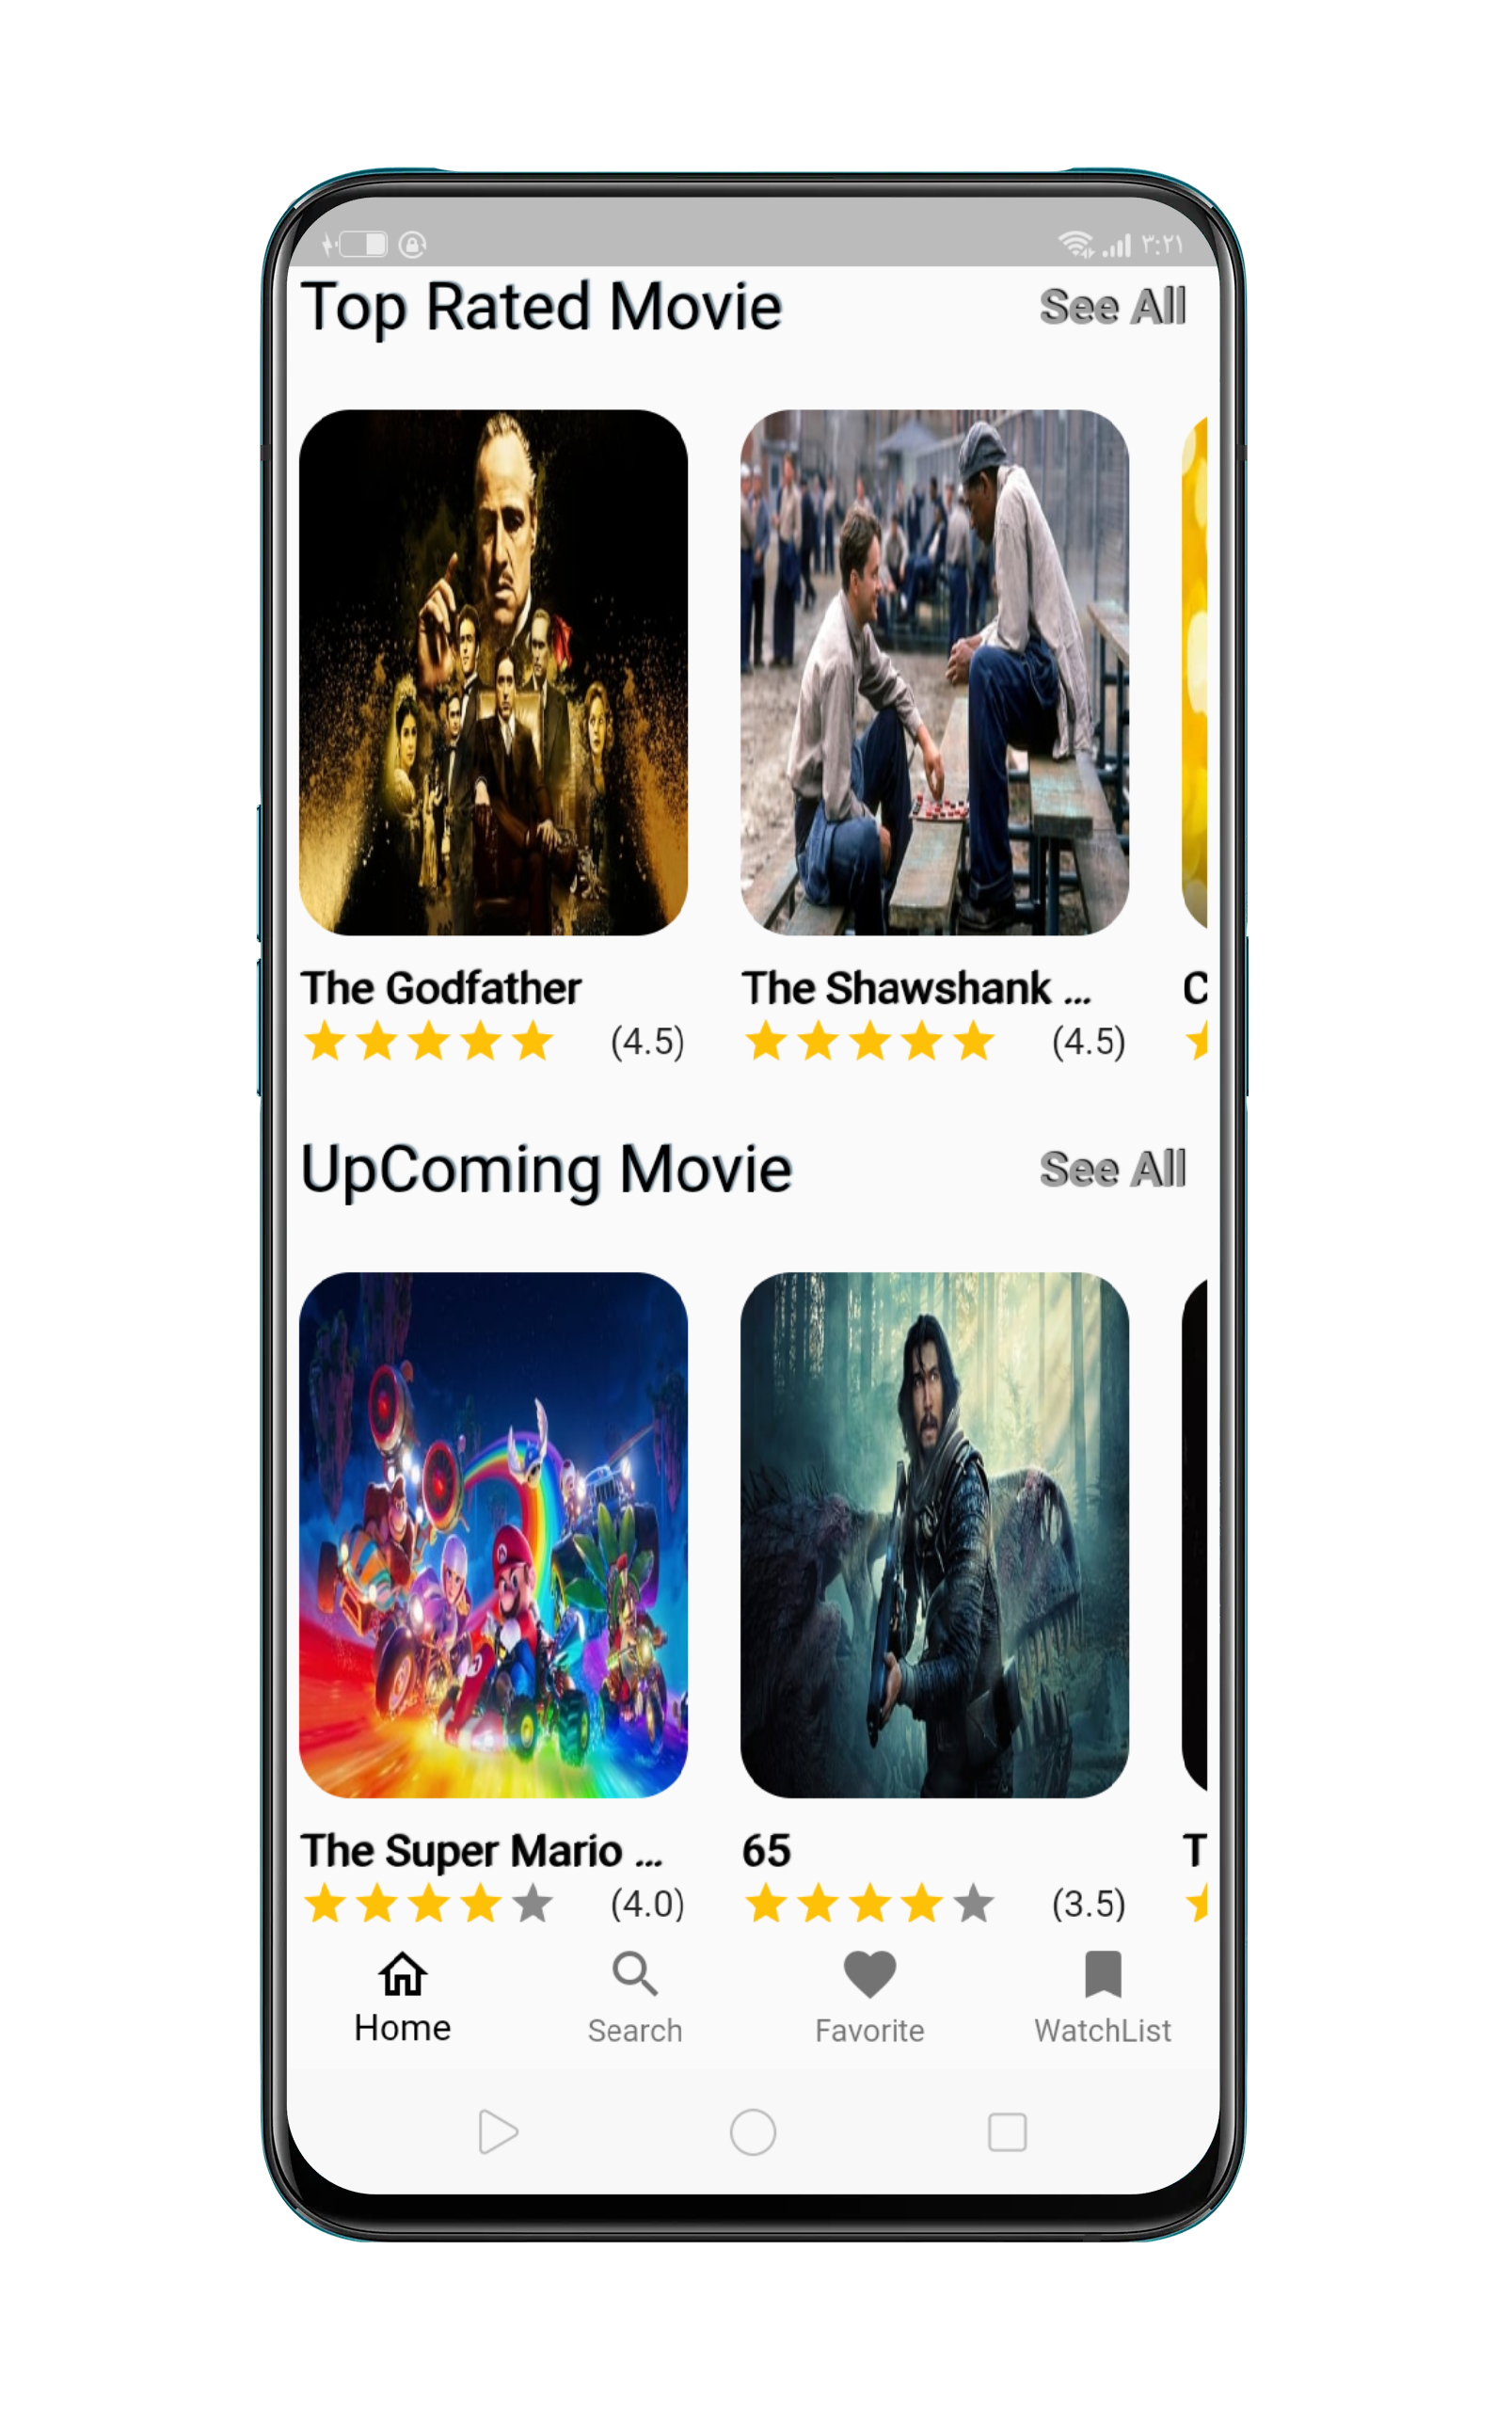 ٣:٢١
Top Rated Movie See All
The Godfather The Shawshank ... C
(4.5) (4.5)
UpComing Movie See All
The Super Mario ... 65 T
(4.0) (3.5)
Home Search Favorite WatchList